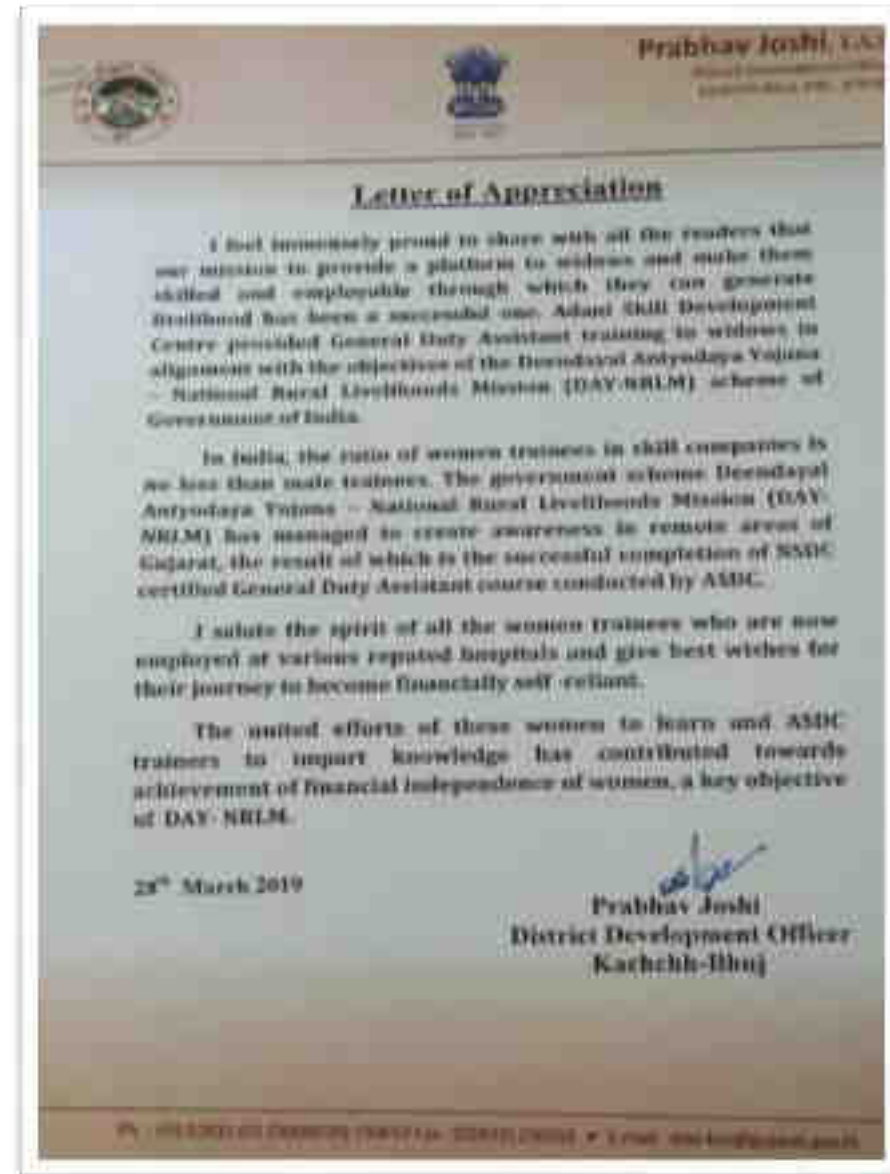 Prabhav Joshi, I.A.S
Letter of Appreciation
I feel immensely proud to share with all the readers that
our mission to provide a platform to widows and make them
skilled and employable through which they can generate
livelihood has been a successful one. Adani Skill Development
Centre provided General Duty Assistant training to widows in
alignment with the objectives of the Deendayal Antyodaya Yojana
– National Rural Livelihoods Mission (DAY-NRLM) scheme of
Government of India.
In India, the ratio of women trainees in skill companies is
no less than male trainees. The government scheme Deendayal
Antyodaya Yojana – National Rural Livelihoods Mission (DAY-
NRLM) has managed to create awareness in remote areas of
Gujarat, the result of which is the successful completion of NSDC
certified General Duty Assistant course conducted by ASDC.
I salute the spirit of all the women trainees who are now
employed at various reputed hospitals and give best wishes for
their journey to become financially self -reliant.
The united efforts of these women to learn and ASDC
trainers to impart knowledge has contributed towards
achievement of financial independence of women, a key objective
of DAY- NRLM.
28th March 2019
Prabhav Joshi
District Development Officer
Kachchh-Bhuj